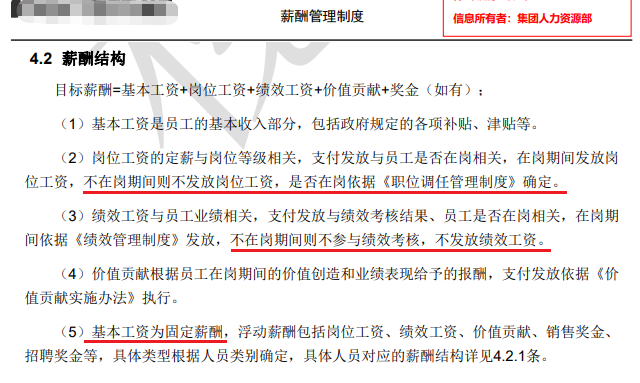 薪酬管理制度
信息所有者：集团人力资源部
4.2 薪酬结构
目标薪酬=基本工资+岗位工资+绩效工资+价值贡献+奖金（如有）；
（1）基本工资是员工的基本收入部分，包括政府规定的各项补贴、津贴等。
（2）岗位工资的定薪与岗位等级相关，支付发放与员工是否在岗相关，在岗期间发放岗
位工资，不在岗期间则不发放岗位工资，是否在岗依据《职位调任管理制度》确定。
（3）绩效工资与员工业绩相关，支付发放与绩效考核结果、员工是否在岗相关，在岗期
间依据《绩效管理制度》发放，不在岗期间则不参与绩效考核，不发放绩效工资。
（4）价值贡献根据员工在岗期间的价值创造和业绩表现给予的报酬，支付发放依据《价
值贡献实施办法》执行。
（5）基本工资为固定薪酬，浮动薪酬包括岗位工资、绩效工资、价值贡献、销售奖金、
招聘奖金等，具体类型根据人员类别确定，具体人员对应的薪酬结构详见4.2.1条。